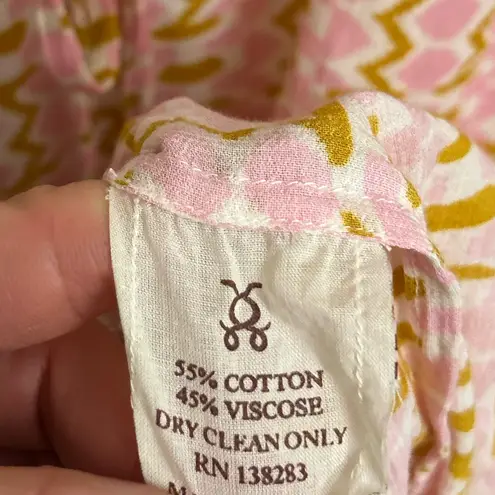 55% COTTON
45% VISCOSE
DRY CLEAN ONLY
RN 138283